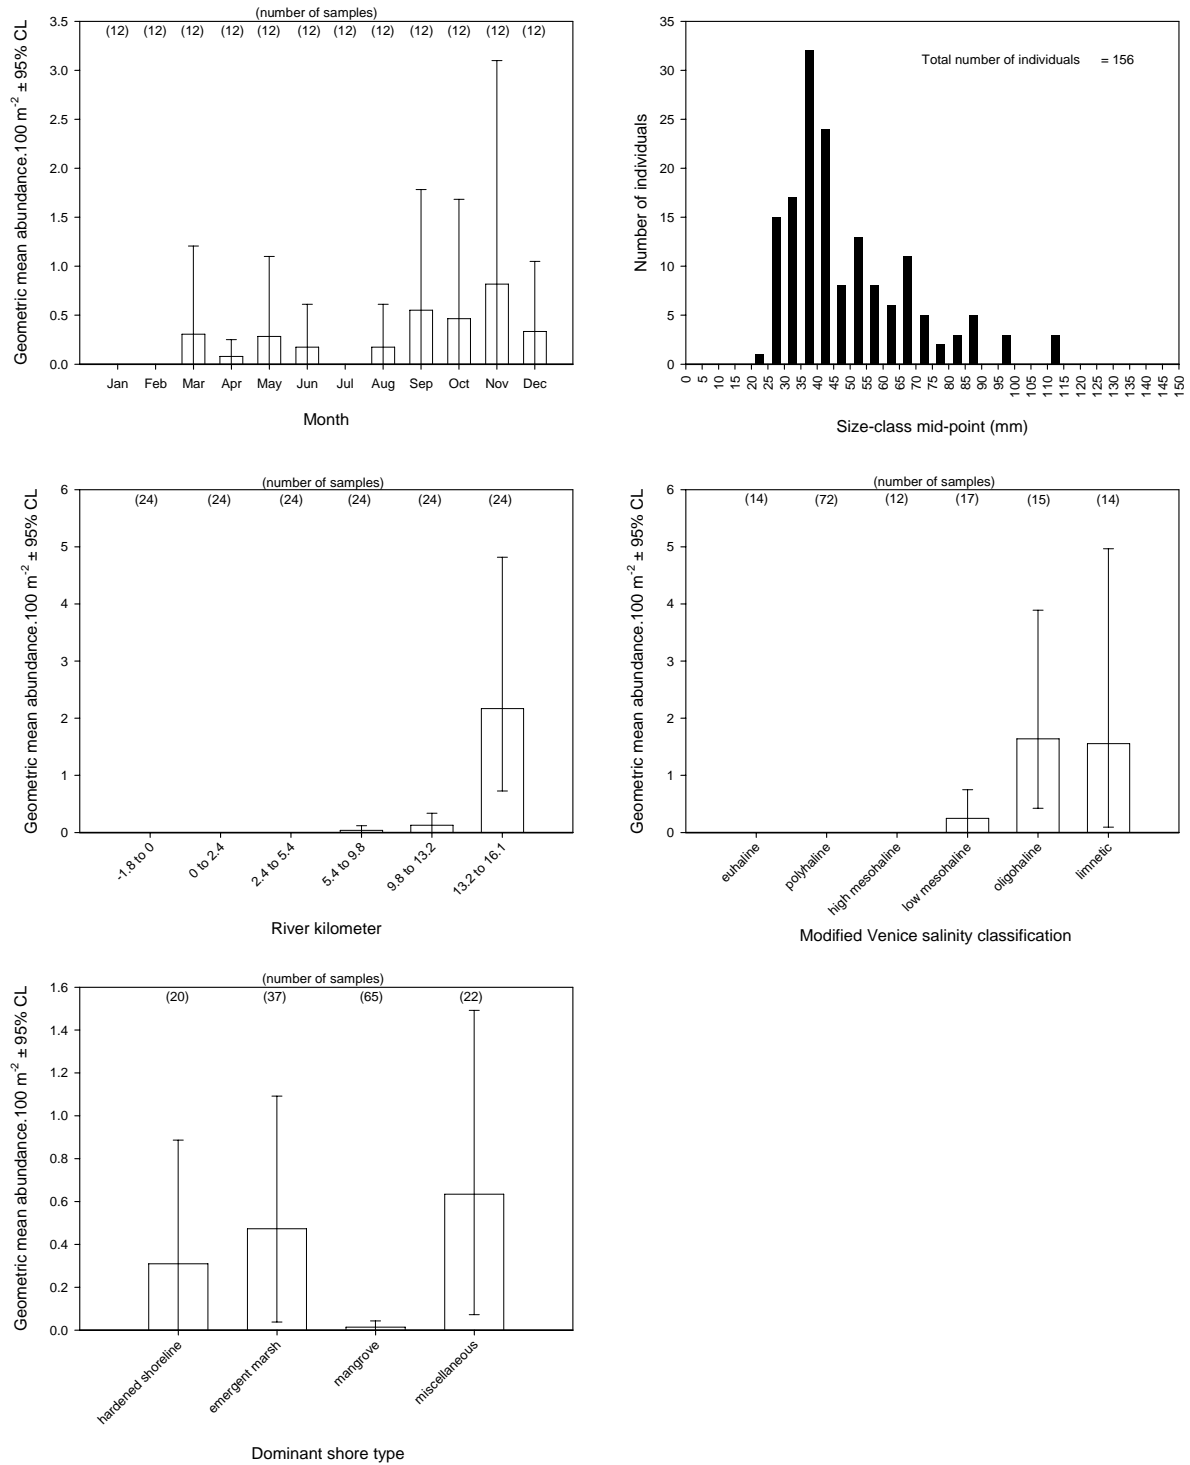 (number of samples)
(12) (12) (12) (12) (12) (12) (12) (12) (12) (12) (12) (12)
Geometric mean abundance.100 m-2 ± 95% CL
3.5
3.0
2.5
2.0
1.5
1.0
0.5
0.0
Jan Feb Mar Apr May Jun Jul Aug Sep Oct Nov Dec
Month
Total number of individuals = 156
Number of individuals
35
30
25
20
15
10
5
0
0 5 10 15 20 25 30 35 40 45 50 55 60 65 70 75 80 85 90 95 100 105 110 115 120 125 130 135 140 145 150
Size-class mid-point (mm)
(number of samples)
(24) (24) (24) (24) (24) (24)
Geometric mean abundance.100 m-2 ± 95% CL
6
5
4
3
2
1
0
-1.8 to 0
0 to 2.4
2.4 to 5.4
5.4 to 9.8
9.8 to 13.2
13.2 to 16.1
River kilometer
(number of samples)
(14) (72) (12) (17) (15) (14)
Geometric mean abundance.100 m-2 ± 95% CL
6
5
4
3
2
1
0
euhaline
polyhaline
high mesohaline
low mesohaline
oligohaline
limnetic
Modified Venice salinity classification
(number of samples)
(20) (37) (65) (22)
Geometric mean abundance.100 m-2 ± 95% CL
1.6
1.4
1.2
1.0
0.8
0.6
0.4
0.2
0.0
hardened shoreline
emergent marsh
mangrove
miscellaneous
Dominant shore type